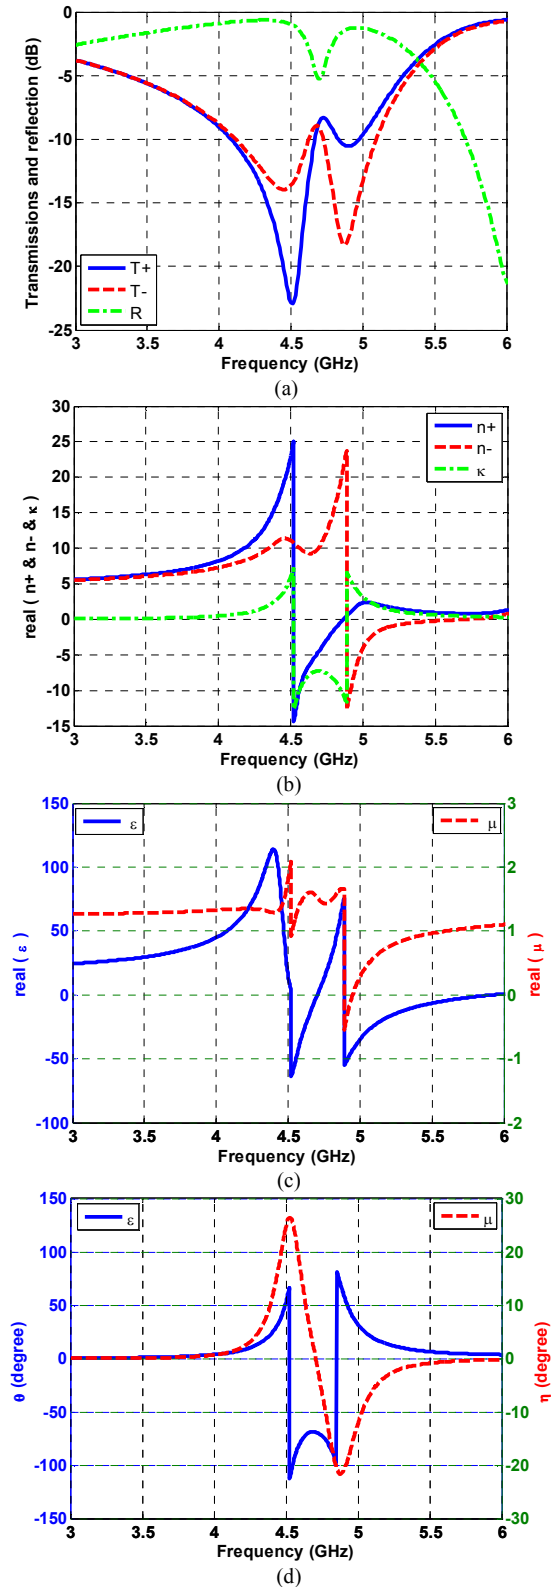 0
-5
-10
-15
-20
-25
Transmissions and reflection (dB)
T+
T-
R
3 3.5 4 4.5 5 5.5 6
Frequency (GHz)
(a)
30
25
20
15
10
5
0
-5
-10
-15
real ( n+ & n- & κ )
n+
n-
κ
3 3.5 4 4.5 5 5.5 6
Frequency (GHz)
(b)
150
100
50
0
-50
-100
real ( ε )
ε
μ
3
2
1
0
-1
-2
real ( μ )
3 3.5 4 4.5 5 5.5 6
Frequency (GHz)
(c)
150
100
50
0
-50
-100
-150
θ (degree)
ε
μ
30
20
10
0
-10
-20
-30
η (degree)
3 3.5 4 4.5 5 5.5 6
Frequency (GHz)
(d)